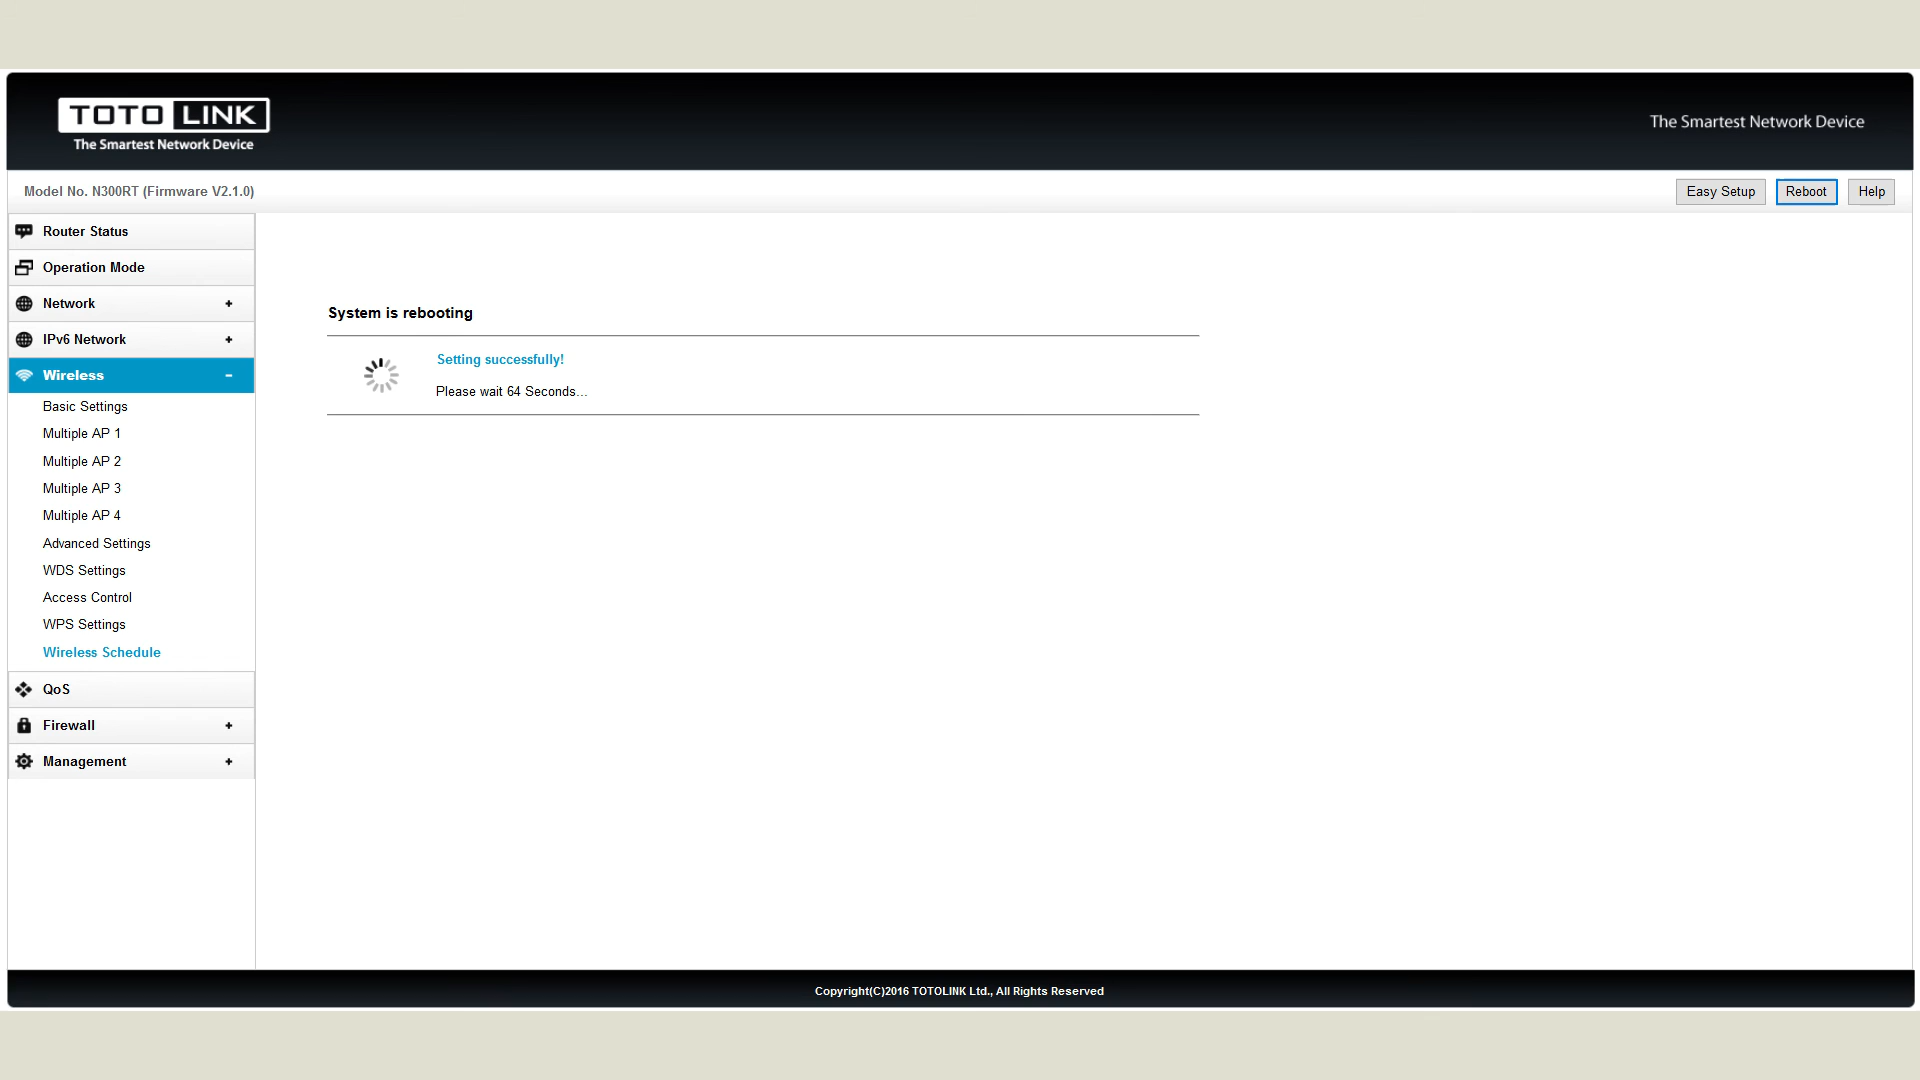 TOTO LINK
The Smartest Network Device
The Smartest Network Device
Model No. N300RT (Firmware V2.1.0)
Easy Setup
Reboot
Help
Router Status
Operation Mode
Network +
IPv6 Network +
Wireless -
Basic Settings
Multiple AP 1
Multiple AP 2
Multiple AP 3
Multiple AP 4
Advanced Settings
WDS Settings
Access Control
WPS Settings
Wireless Schedule
QoS
Firewall +
Management +
System is rebooting
Setting successfully!
Please wait 64 Seconds...
Copyright(C)2016 TOTOLINK Ltd., All Rights Reserved